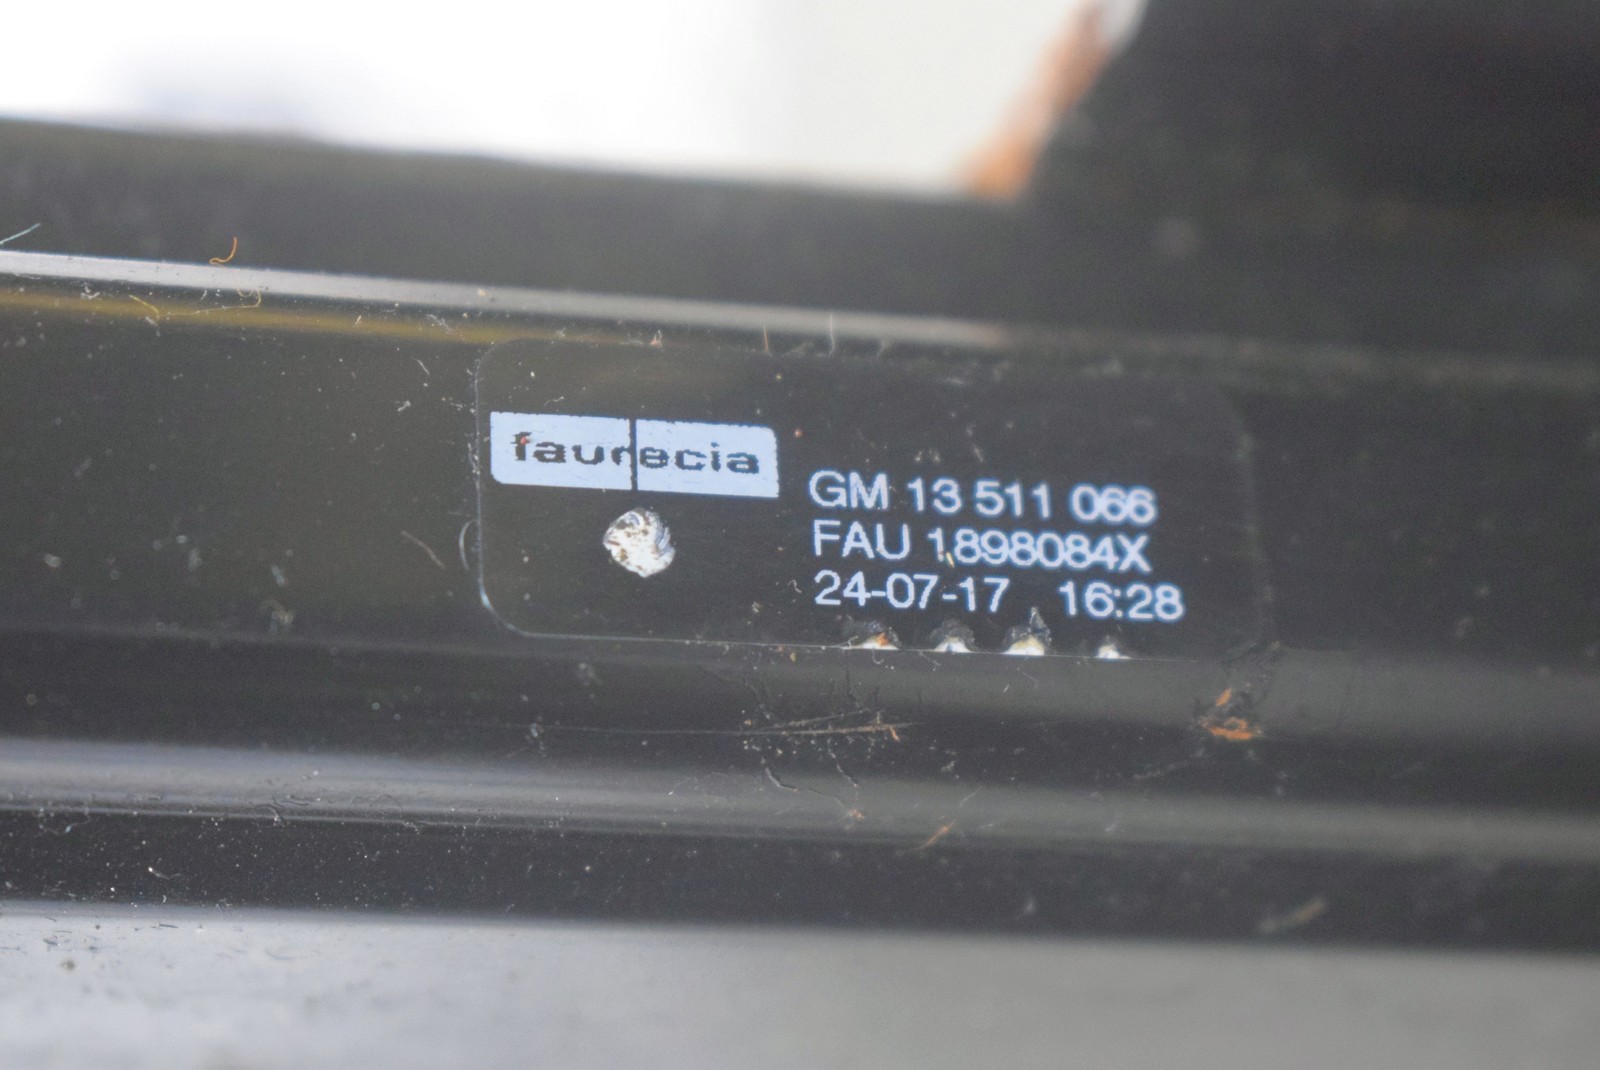 faurecia
GM 13 511 066
FAU 1898084X
24-07-17 16:28